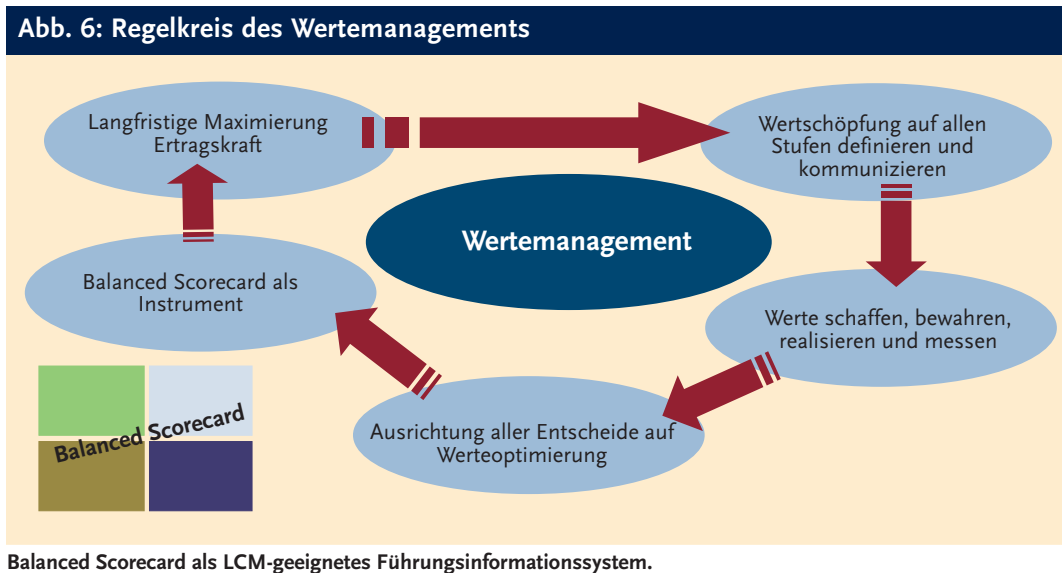 Abb. 6: Regelkreis des Wertemanagements
Langfristige Maximierung
Ertragskraft
Wertschöpfung auf allen
Stufen definieren und
kommunizieren
Wertemanagement
Balanced Scorecard als
Instrument
Werte schaffen, bewahren,
realisieren und messen
Ausrichtung aller Entscheide auf
Werteoptimierung
Balanced Scorecard
Balanced Scorecard als LCM-geeignetes Führungsinformationssystem.